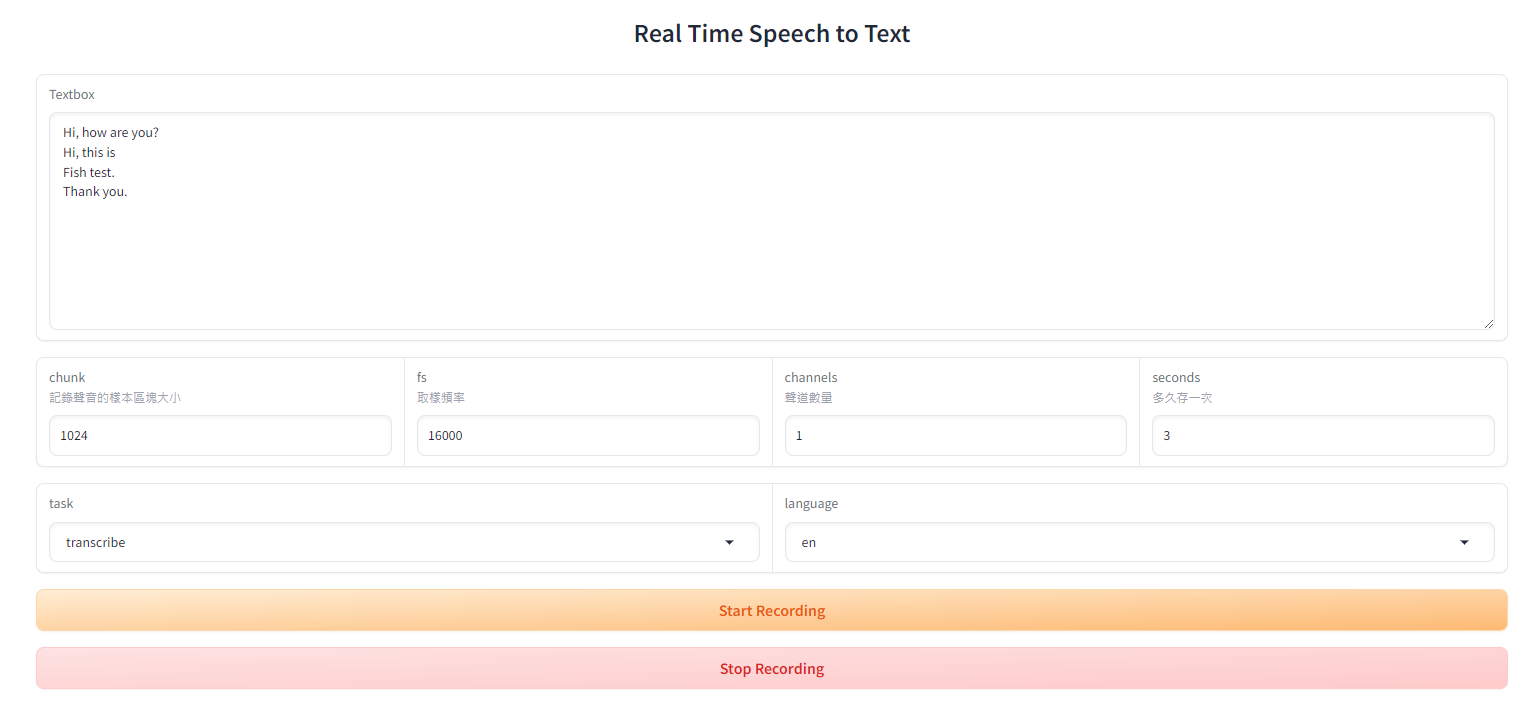 Real Time Speech to Text
Textbox
Hi, how are you?
Hi, this is
Fish test.
Thank you.
chunk
記錄聲音的樣本區塊大小
1024
fs
取樣頻率
16000
channels
聲道數量
1
seconds
多久存一次
3
task
transcribe
language
en
Start Recording
Stop Recording